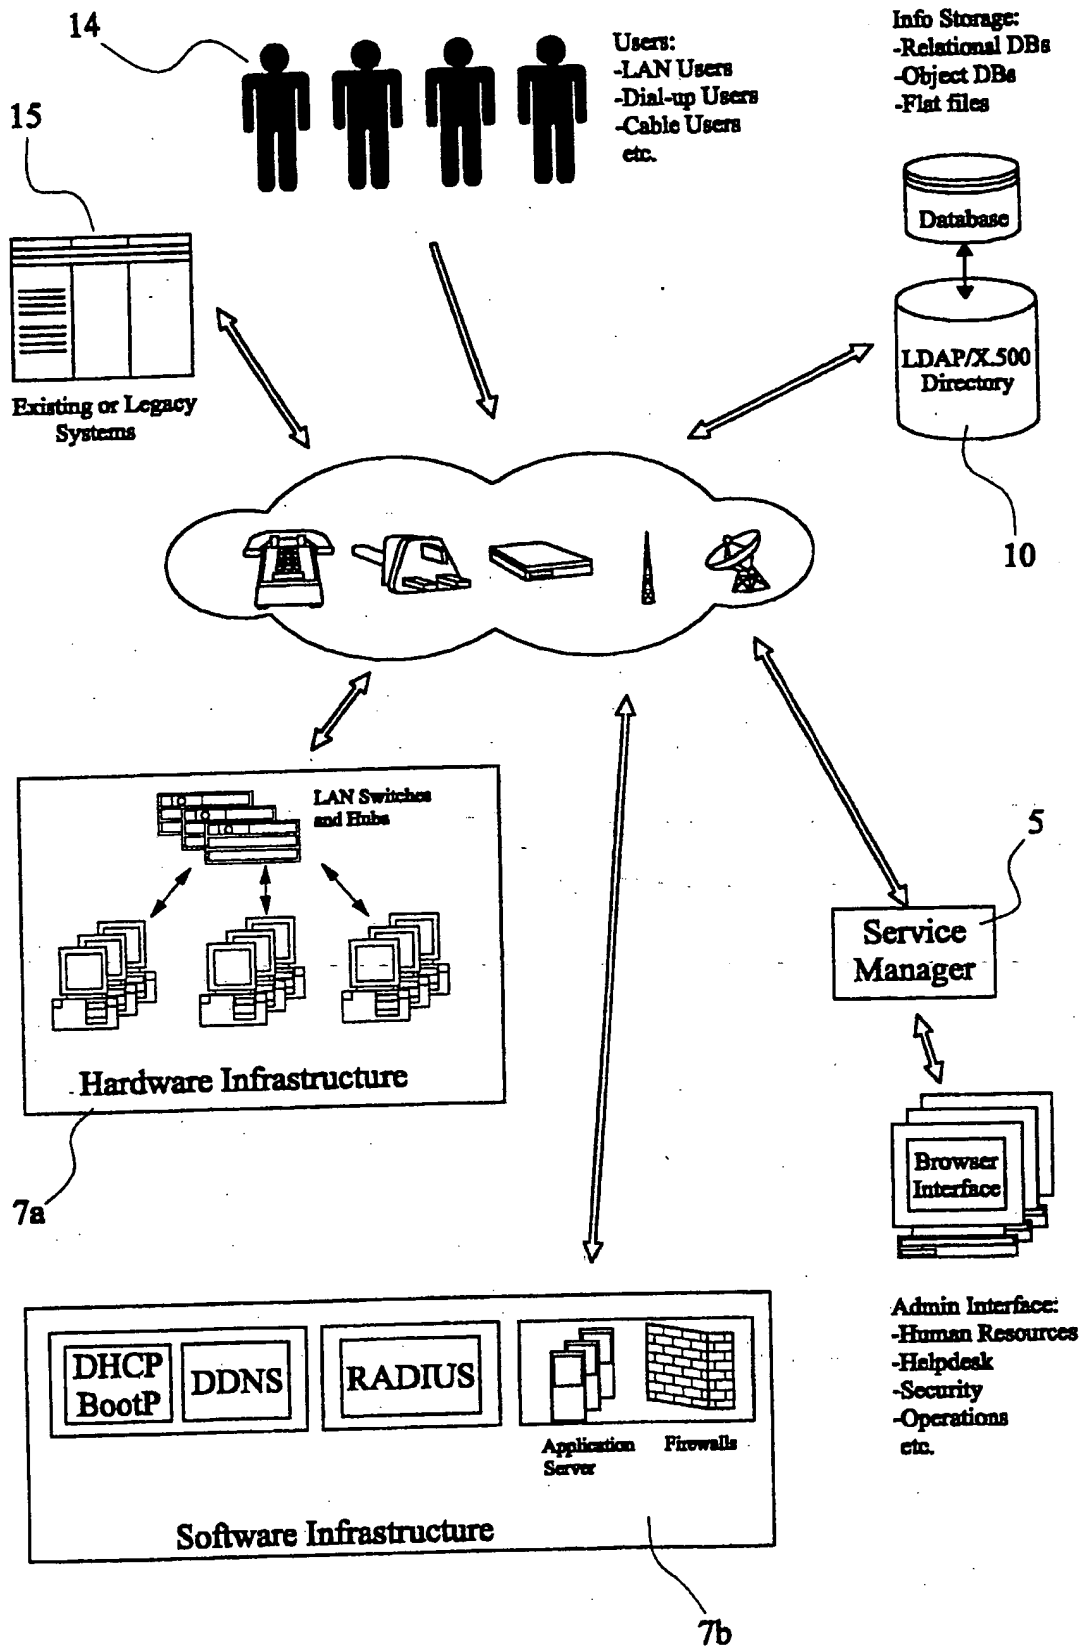 14
Users:
-LAN Users
-Dial-up Users
-Cable Users
etc.
Info Storage:
-Relational DBs
-Object DBs
-Flat files
15
Existing or Legacy
Systems
Database
LDAP/X.500
Directory
10
LAN Switches
and Hubs
Hardware Infrastructure
7a
5
Service
Manager
Browser
Interface
Admin Interface:
-Human Resources
-Helpdesk
-Security
-Operations
etc.
DHCP
BootP
DDNS
RADIUS
Application
Server
Firewalls
Software Infrastructure
7b